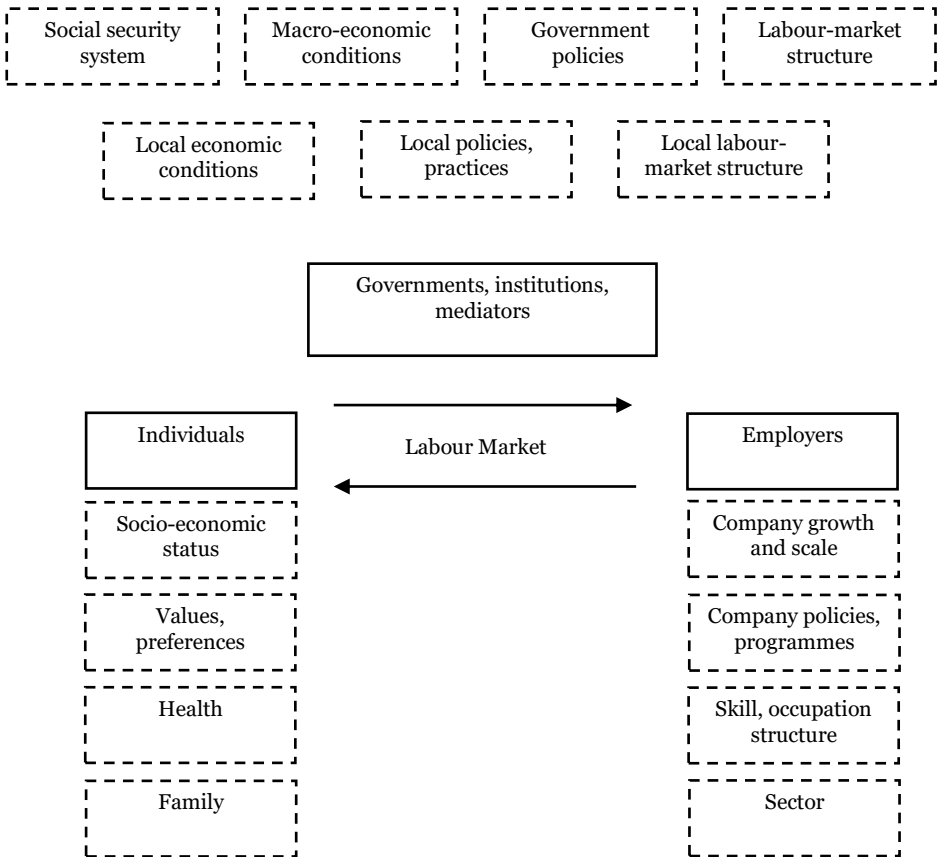 Social security
system
Macro-economic
conditions
Government
policies
Labour-market
structure
Local economic
conditions
Local policies,
practices
Local labour-
market structure
Governments, institutions,
mediators
Individuals
Labour Market
Employers
Socio-economic
status
Company growth
and scale
Values,
preferences
Company policies,
programmes
Health
Skill, occupation
structure
Family
Sector